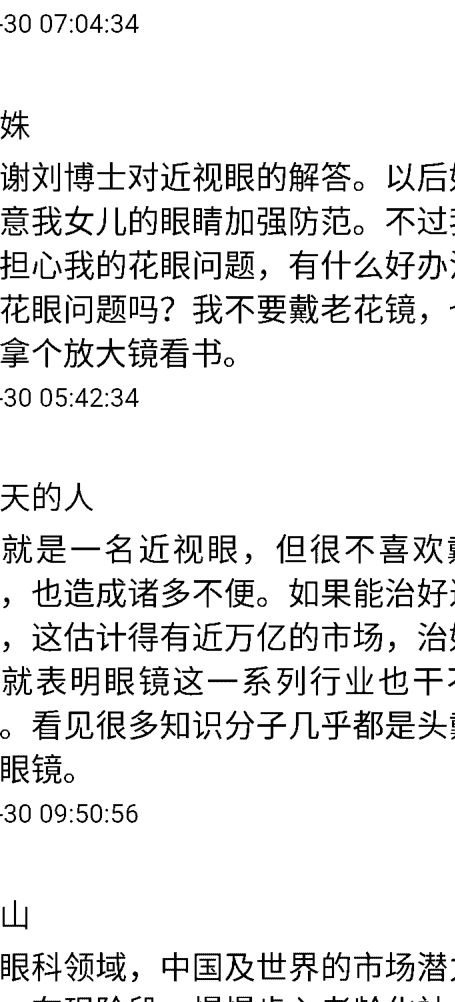 -30 07:04:34
姝
谢刘博士对近视眼的解答。以后
意我女儿的眼睛加强防范。不过
担心我的花眼问题，有什么好办
花眼问题吗？我不要戴老花镜，
拿个放大镜看书。
-30 05:42:34
天的人
就是一名近视眼，但很不喜欢
，也造成诸多不便。如果能治好
，这估计得有近万亿的市场，治
就表明眼镜这一系列行业也干
。看见很多知识分子几乎都是头
眼镜。
-30 09:50:56
山
眼科领域，中国及世界的市场潜